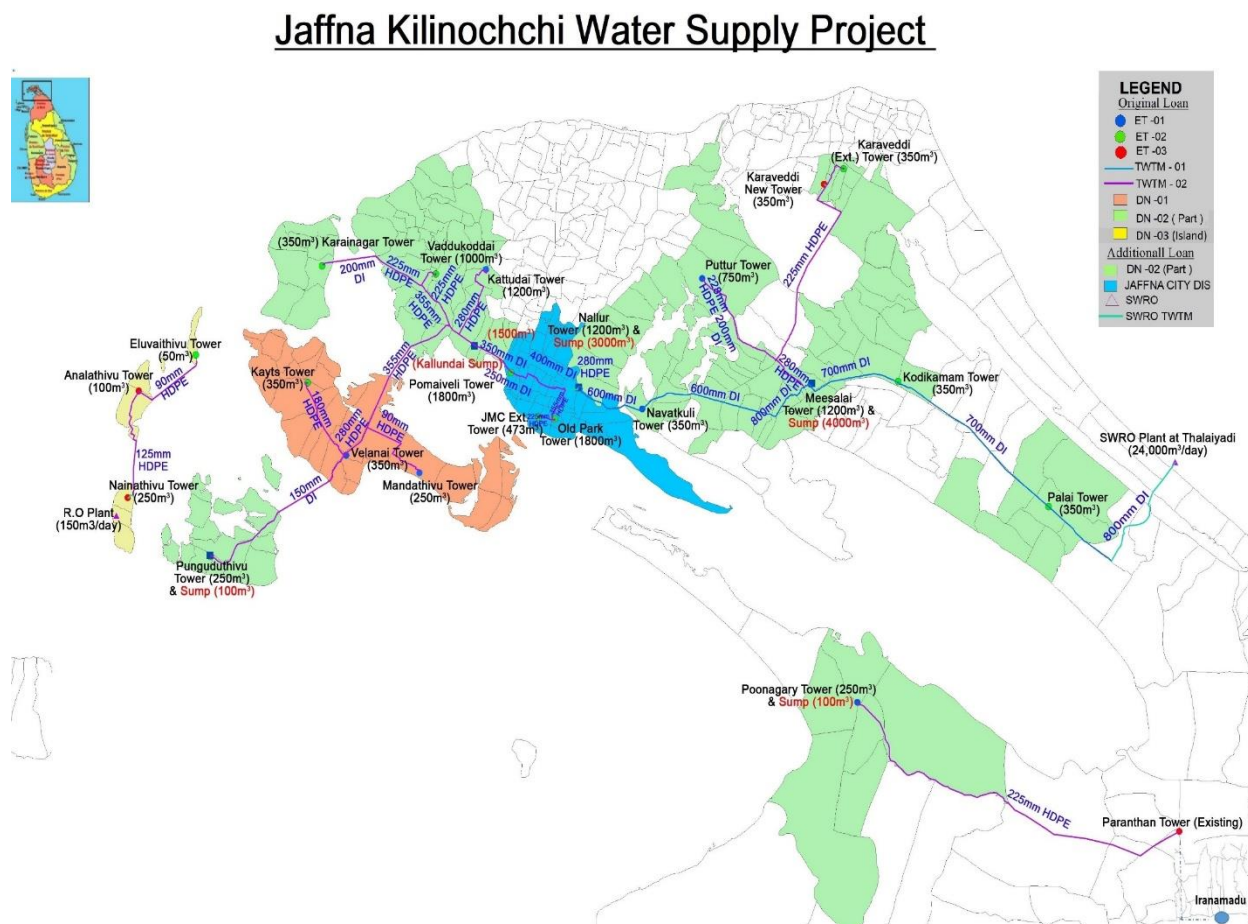 Jaffna Kilinochchi Water Supply Project
LEGEND
Original Loan
ET -01
ET -02
ET -03
TWTM - 01
TWTM - 02
DN -01
DN -02 ( Part )
DN -03 (Island)
Additionall Loan
DN -02 (Part )
JAFFNA CITY DIS
SWRO
SWRO TWTM
Karaveddi
(Ext.) Tower (350m³)
Karaveddi
New Tower
(350m³)
225mm HDPE
(350m³) Karainagar Tower
200mm
DI
Vaddukoddai
Tower (1000m³)
225mm
HDPE
225mm
HDPE
Kattudai Tower
(1200m³)
280mm
HDPE
355mm
HDPE
355mm
HDPE
Puttur Tower
(750m³)
228mm
HDPE
200mm
DI
Nallur
Tower (1200m³) &
Sump (3000m³)
(1500m³)
(Kallundai Sump)
350mm DI
400mm DI
250mm DI
280mm
HDPE
Pomaiveli Tower
(1800m³)
JMC Ext.
Tower (473m³)
225mm
HDPE
Old Park
Tower (1800m³)
600mm DI
600mm DI
Navatkuli
Tower (350m³)
280mm
HDPE
800mm DI
700mm DI
Meesalai
Tower (1200m³) &
Sump (4000m³)
Kodikamam Tower
(350m³)
700mm DI
SWRO Plant at Thalaiyadi
(24,000m³/day)
Palai Tower
(350m³)
800mm DI
Eluvaithivu Tower
(50m³)
Analathivu Tower
(100m³)
90mm
HDPE
125mm
HDPE
Nainathivu Tower
(250m³)
R.O Plant
(150m3/day)
Kayts Tower
(350m³)
180mm
HDPE
280mm
HDPE
90mm
HDPE
Velanai Tower
(350m³)
Mandathivu Tower
(250m³)
150mm
DI
Punguduthivu
Tower (250m³)
& Sump (100m³)
Poonagary Tower (250m³)
& Sump (100m³)
225mm HDPE
Paranthan Tower (Existing)
Iranamadu